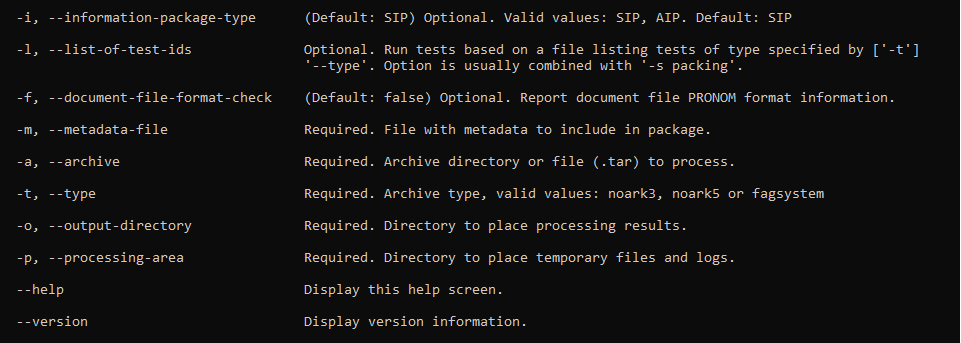 -i, --information-package-type (Default: SIP) Optional. Valid values: SIP, AIP. Default: SIP
-l, --list-of-test-ids Optional. Run tests based on a file listing tests of type specified by ['-t']
'--type'. Option is usually combined with '-s packing'.
-f, --document-file-format-check (Default: false) Optional. Report document file PRONOM format information.
-m, --metadata-file Required. File with metadata to include in package.
-a, --archive Required. Archive directory or file (.tar) to process.
-t, --type Required. Archive type, valid values: noark3, noark5 or fagsystem
-o, --output-directory Required. Directory to place processing results.
-p, --processing-area Required. Directory to place temporary files and logs.
--help Display this help screen.
--version Display version information.